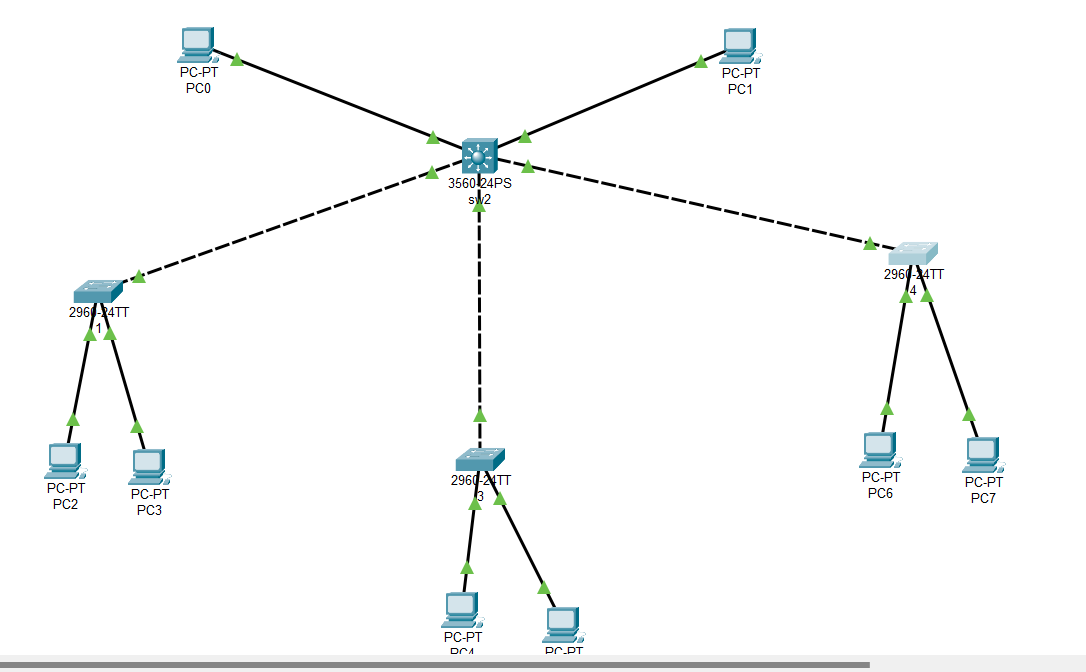 PC-PT
PC0
PC-PT
PC1
3560-24PS
sw2
2960-24TT
1
2960-24TT
4
PC-PT
PC2
PC-PT
PC3
2960-24TT
3
PC-PT
PC6
PC-PT
PC7
PC-PT
PC4
PC-PT